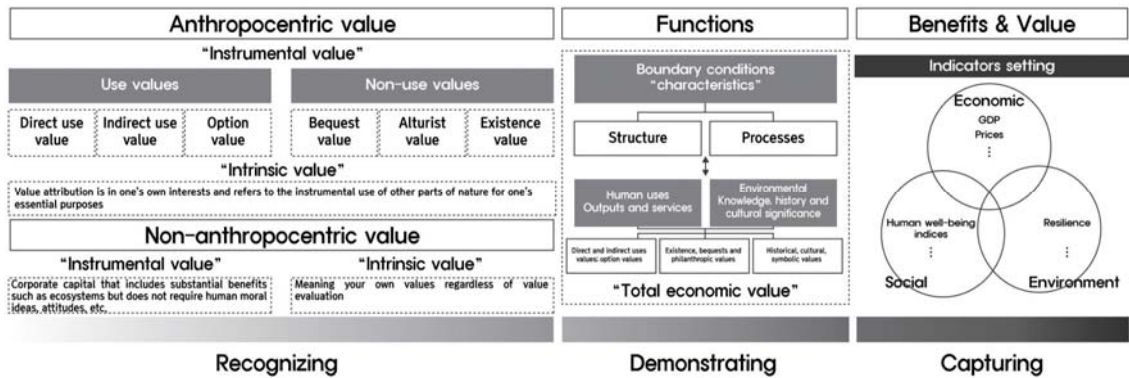 Anthropocentric value
"Instrumental value"
Use values
Non-use values
Direct use
value
Indirect use
value
Option
value
Bequest
value
Alturist
value
Existence
value
"Intrinsic value"
Value attribution is in one's own interests and refers to the instrumental use of other parts of nature for one's
essential purposes
Non-anthropocentric value
"Instrumental value"
Corporate capital that includes substantial benefits
such as ecosystems but does not require human moral
ideas, attitudes, etc.
"Intrinsic value"
Meaning your own values regardless of value
evaluation
Recognizing
Functions
Boundary conditions
"characteristics"
Structure
Processes
Human uses
Outputs and services
Environmental
Knowledge, history and
cultural significance
Direct and indirect uses
values: option values
Existence, bequests and
philanthropic values
Historical, cultural,
symbolic values
"Total economic value"
Demonstrating
Benefits & Value
Indicators setting
Economic
GDP
Prices
⋮
Human well-being
indices
⋮
Social
Resilience
⋮
Environment
Capturing